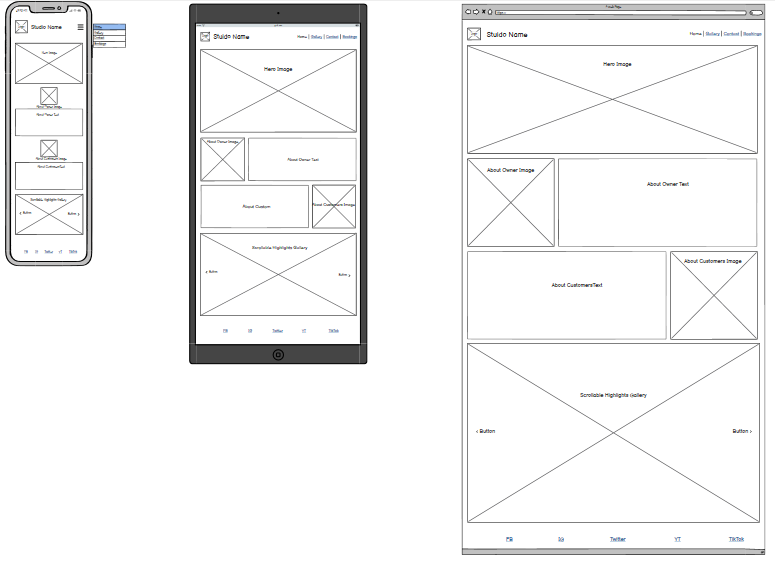 Studio Name
Home
Gallery
Contact
Bookings
Hero Image
About Owner Image
About Owner Text
About Customers Image
About CustomersText
Scrollable Highlights Gallery
< Button
Button >
FB
IG
Twitter
YT
TikTok
Stuido Name
Home | Gallery | Contact | Bookings
Hero Image
About Owner Image
About Owner Text
About Custom
About Customers Image
Scrollable Highlights Gallery
< Button
Button >
FB
IG
Twitter
YT
TikTok
Stuido Name
Home | Gallery | Contact | Bookings
Hero Image
About Owner Image
About Owner Text
About CustomersText
About Customers Image
Scrollable Highlights Gallery
< Button
Button >
FB
IG
Twitter
YT
TikTok